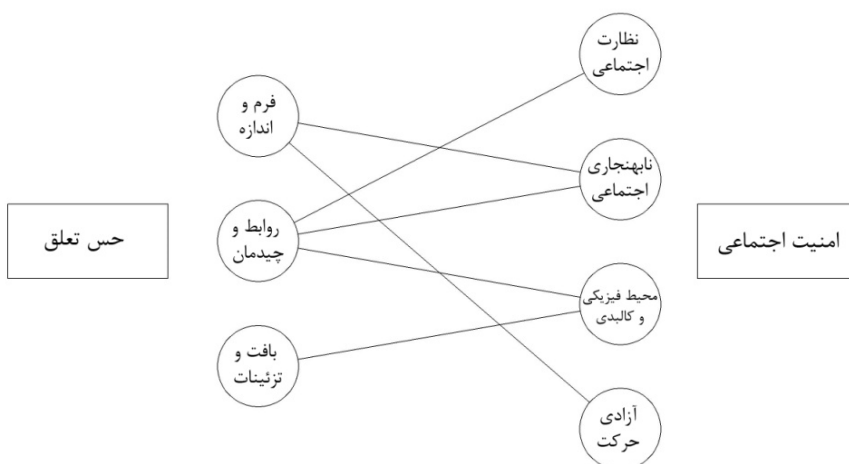 امنیت اجتماعی
نظارت
اجتماعی
نابهنجاری
اجتماعی
محیط فیزیکی
و کالبدی
آزادی
حرکت
فرم و
اندازه
روابط و
چیدمان
بافت و
تزئینات
حس تعلق